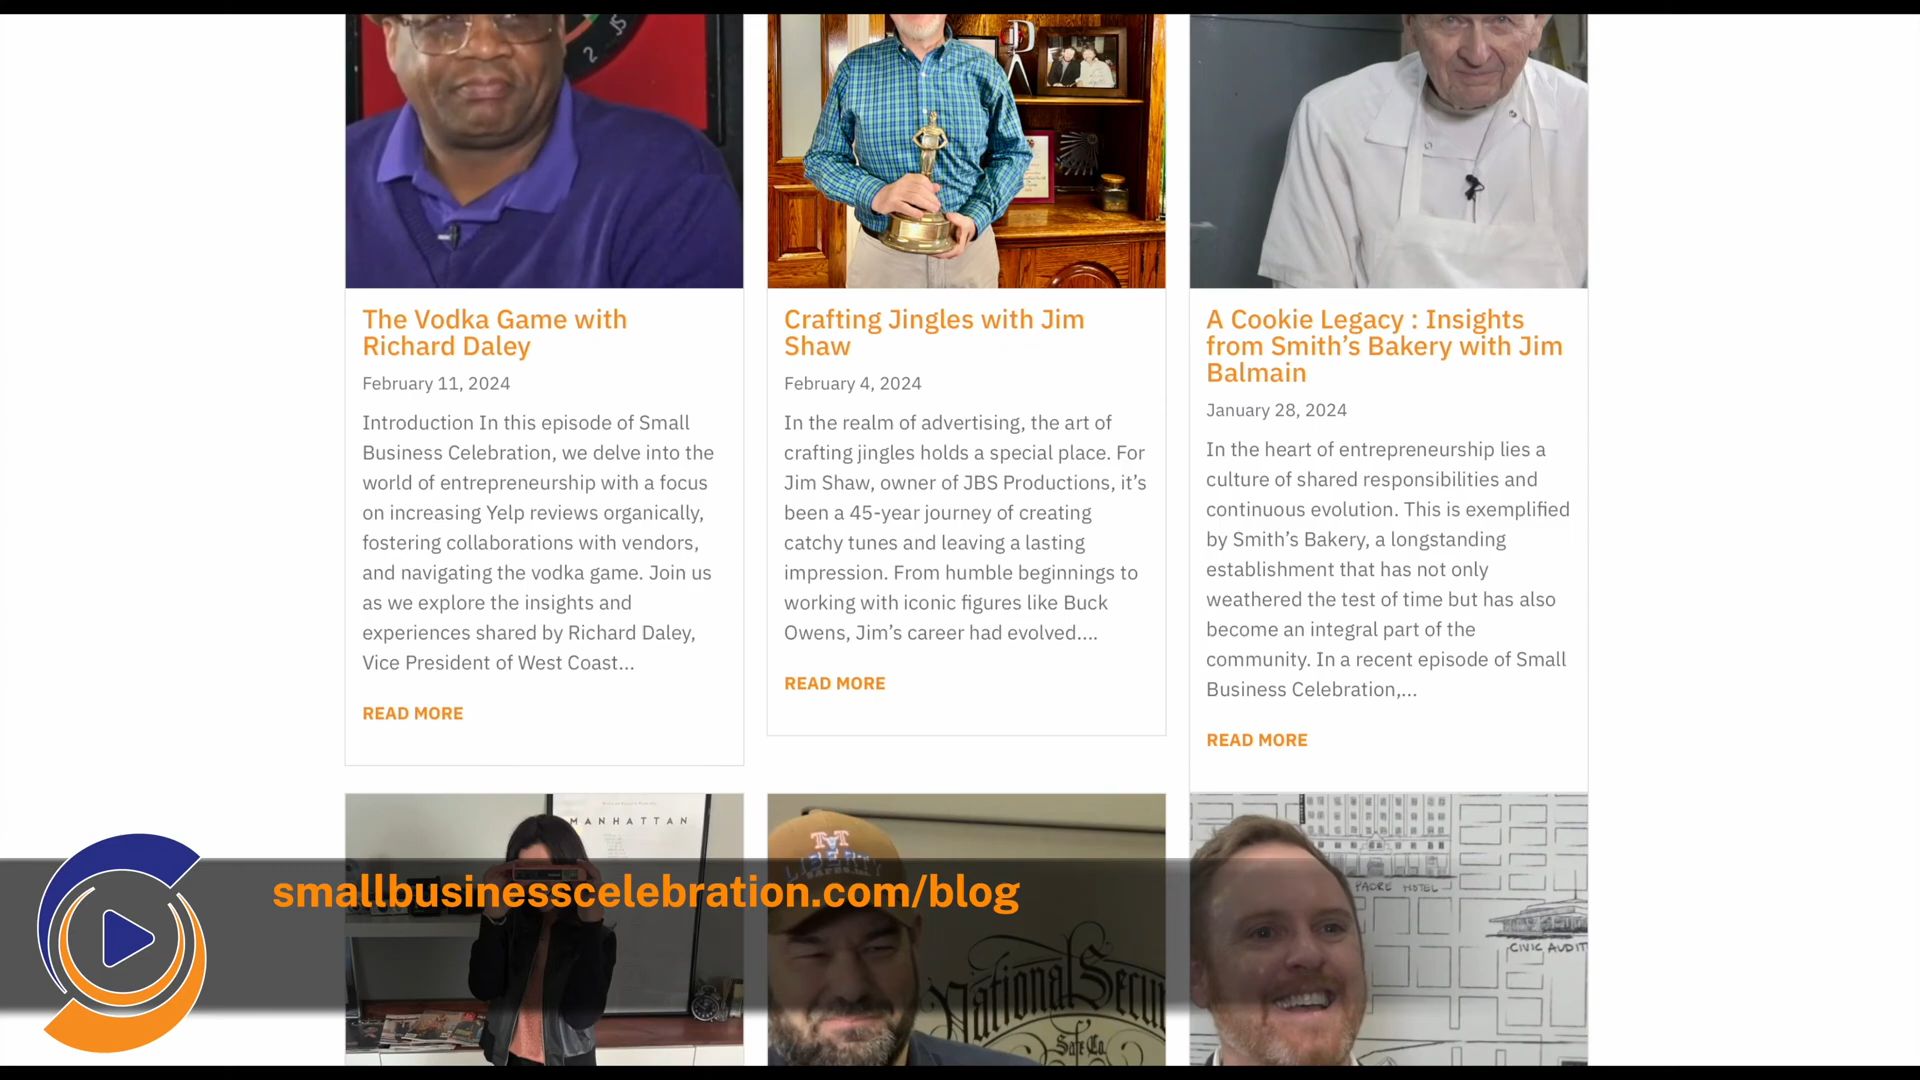 2
15
The Vodka Game with
Richard Daley
February 11, 2024
Introduction In this episode of Small
Business Celebration, we delve into the
world of entrepreneurship with a focus
on increasing Yelp reviews organically,
fostering collaborations with vendors,
and navigating the vodka game. Join us
as we explore the insights and
experiences shared by Richard Daley,
Vice President of West Coast...
READ MORE
Crafting Jingles with Jim
Shaw
February 4, 2024
In the realm of advertising, the art of
crafting jingles holds a special place. For
Jim Shaw, owner of JBS Productions, it’s
been a 45-year journey of creating
catchy tunes and leaving a lasting
impression. From humble beginnings to
working with iconic figures like Buck
Owens, Jim’s career had evolved....
READ MORE
A Cookie Legacy : Insights
from Smith’s Bakery with Jim
Balmain
January 28, 2024
In the heart of entrepreneurship lies a
culture of shared responsibilities and
continuous evolution. This is exemplified
by Smith’s Bakery, a longstanding
establishment that has not only
weathered the test of time but has also
become an integral part of the
community. In a recent episode of Small
Business Celebration,...
READ MORE
MANHATTAN
LIBERTY
National Secu
Safe Co.
PADRE HOTEL
CIVIC AUDIT
smallbusinesscelebration.com/blog